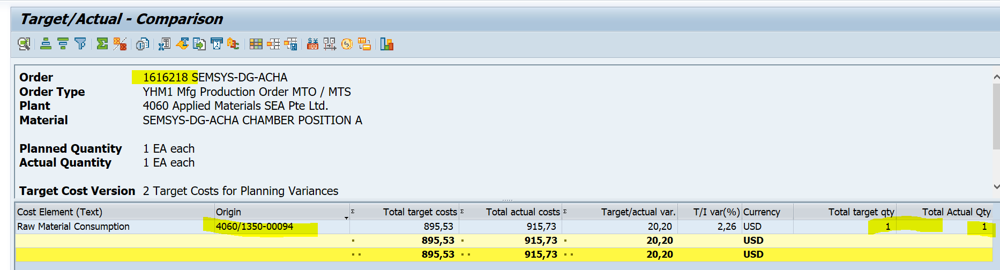 Target/Actual - Comparison
Order 1616218 SEMSYS-DG-ACHA
Order Type YHM1 Mfg Production Order MTO / MTS
Plant 4060 Applied Materials SEA Pte Ltd.
Material SEMSYS-DG-ACHA CHAMBER POSITION A
Planned Quantity 1 EA each
Actual Quantity 1 EA each
Target Cost Version 2 Target Costs for Planning Variances
Cost Element (Text) Origin Σ Total target costs Σ Total actual costs Σ Target/actual var. T/I var(%) Currency Total target qty Total Actual Qty
Raw Material Consumption 4060/1350-00094 895,53 915,73 20,20 2,26 USD 1 1
▪ 895,53 ▪ 915,73 ▪ 20,20 USD
▪ ▪ 895,53 ▪ ▪ 915,73 ▪ ▪ 20,20 USD